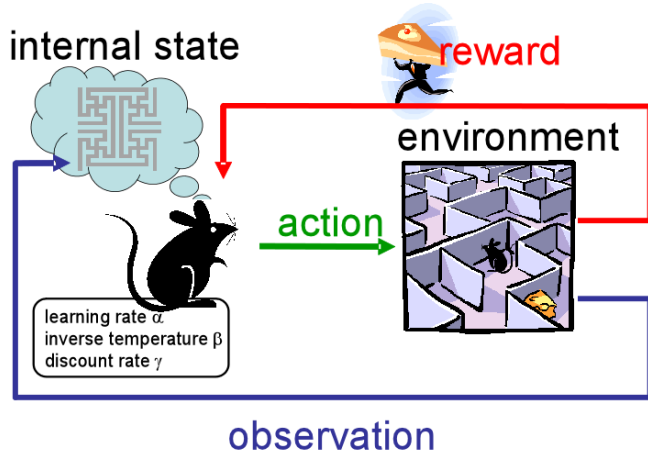 internal state
reward
environment
action
learning rate α
inverse temperature β
discount rate γ
observation